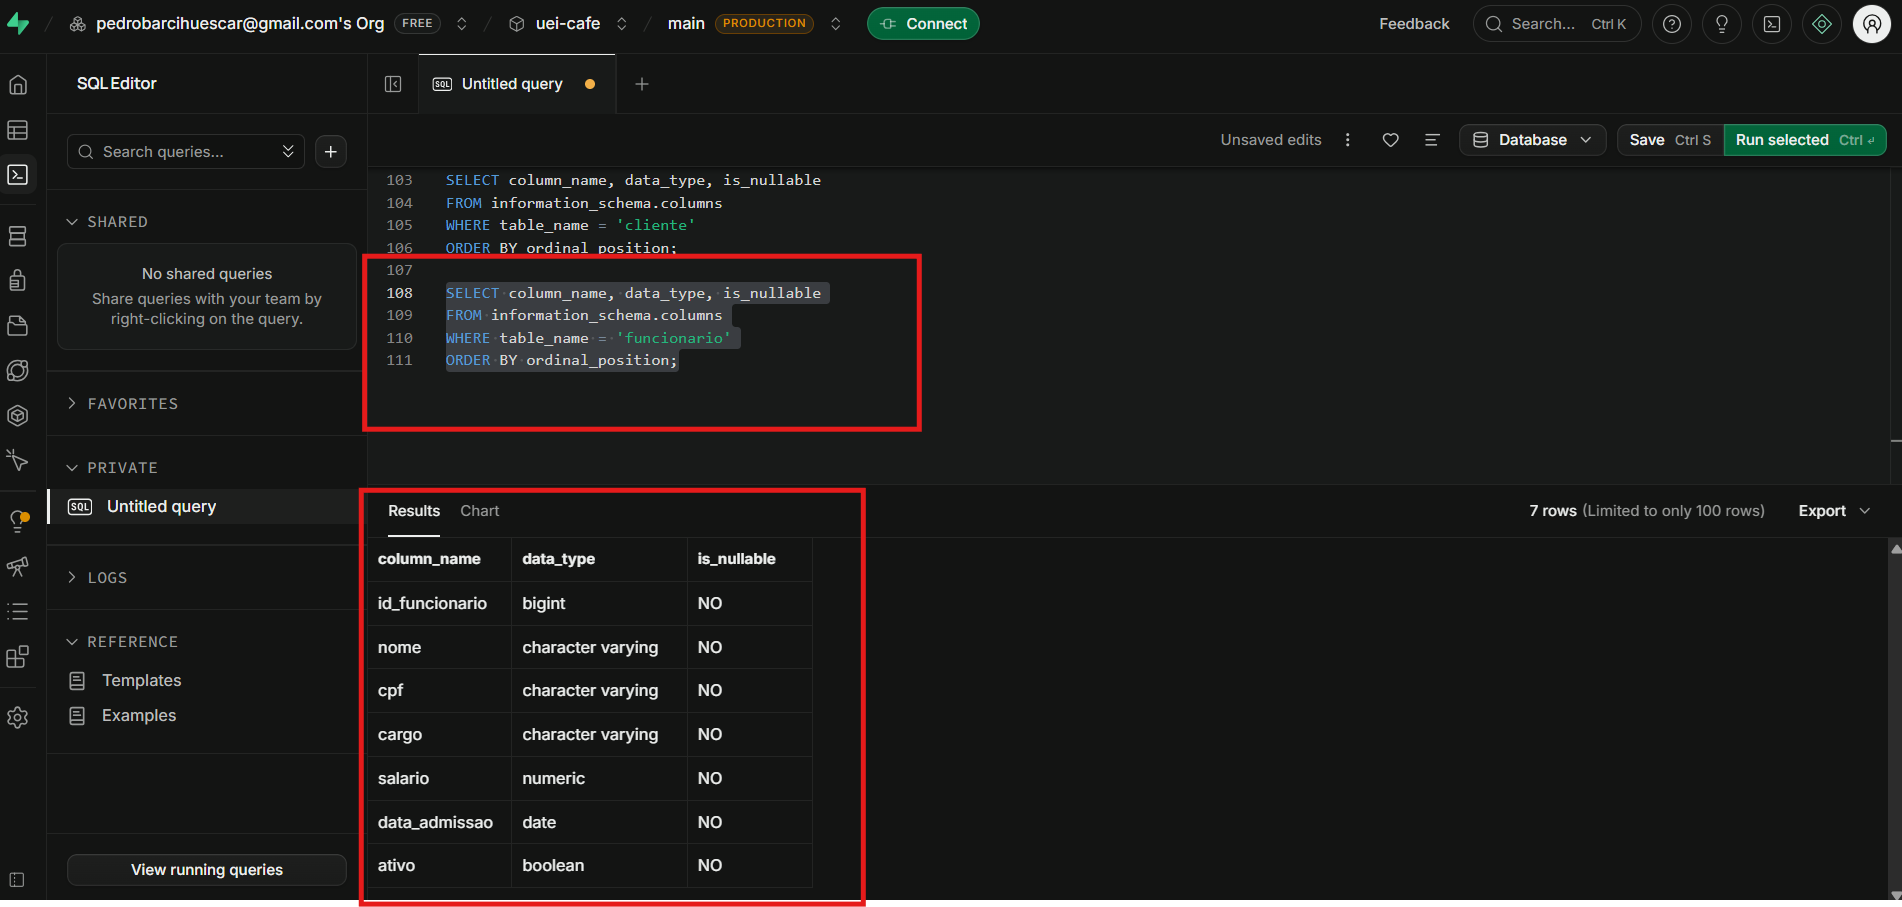 pedrobarcihuescar@gmail.com's Org FREE uei-cafe main PRODUCTION Connect Feedback Search... Ctrl K
SQL Editor
SQL Untitled query
Search queries...
Unsaved edits Database Save Ctrl S Run selected Ctrl ↵
SHARED
No shared queries
Share queries with your team by
right-clicking on the query.
FAVORITES
PRIVATE
SQL Untitled query
LOGS
REFERENCE
Templates
Examples
View running queries
103 SELECT column_name, data_type, is_nullable
104 FROM information_schema.columns
105 WHERE table_name = 'cliente'
106 ORDER BY ordinal_position;
107
108 SELECT column_name, data_type, is_nullable
109 FROM information_schema.columns
110 WHERE table_name = 'funcionario'
111 ORDER BY ordinal_position;
Results Chart 7 rows (Limited to only 100 rows) Export
column_name data_type is_nullable
id_funcionario bigint NO
nome character varying NO
cpf character varying NO
cargo character varying NO
salario numeric NO
data_admissao date NO
ativo boolean NO